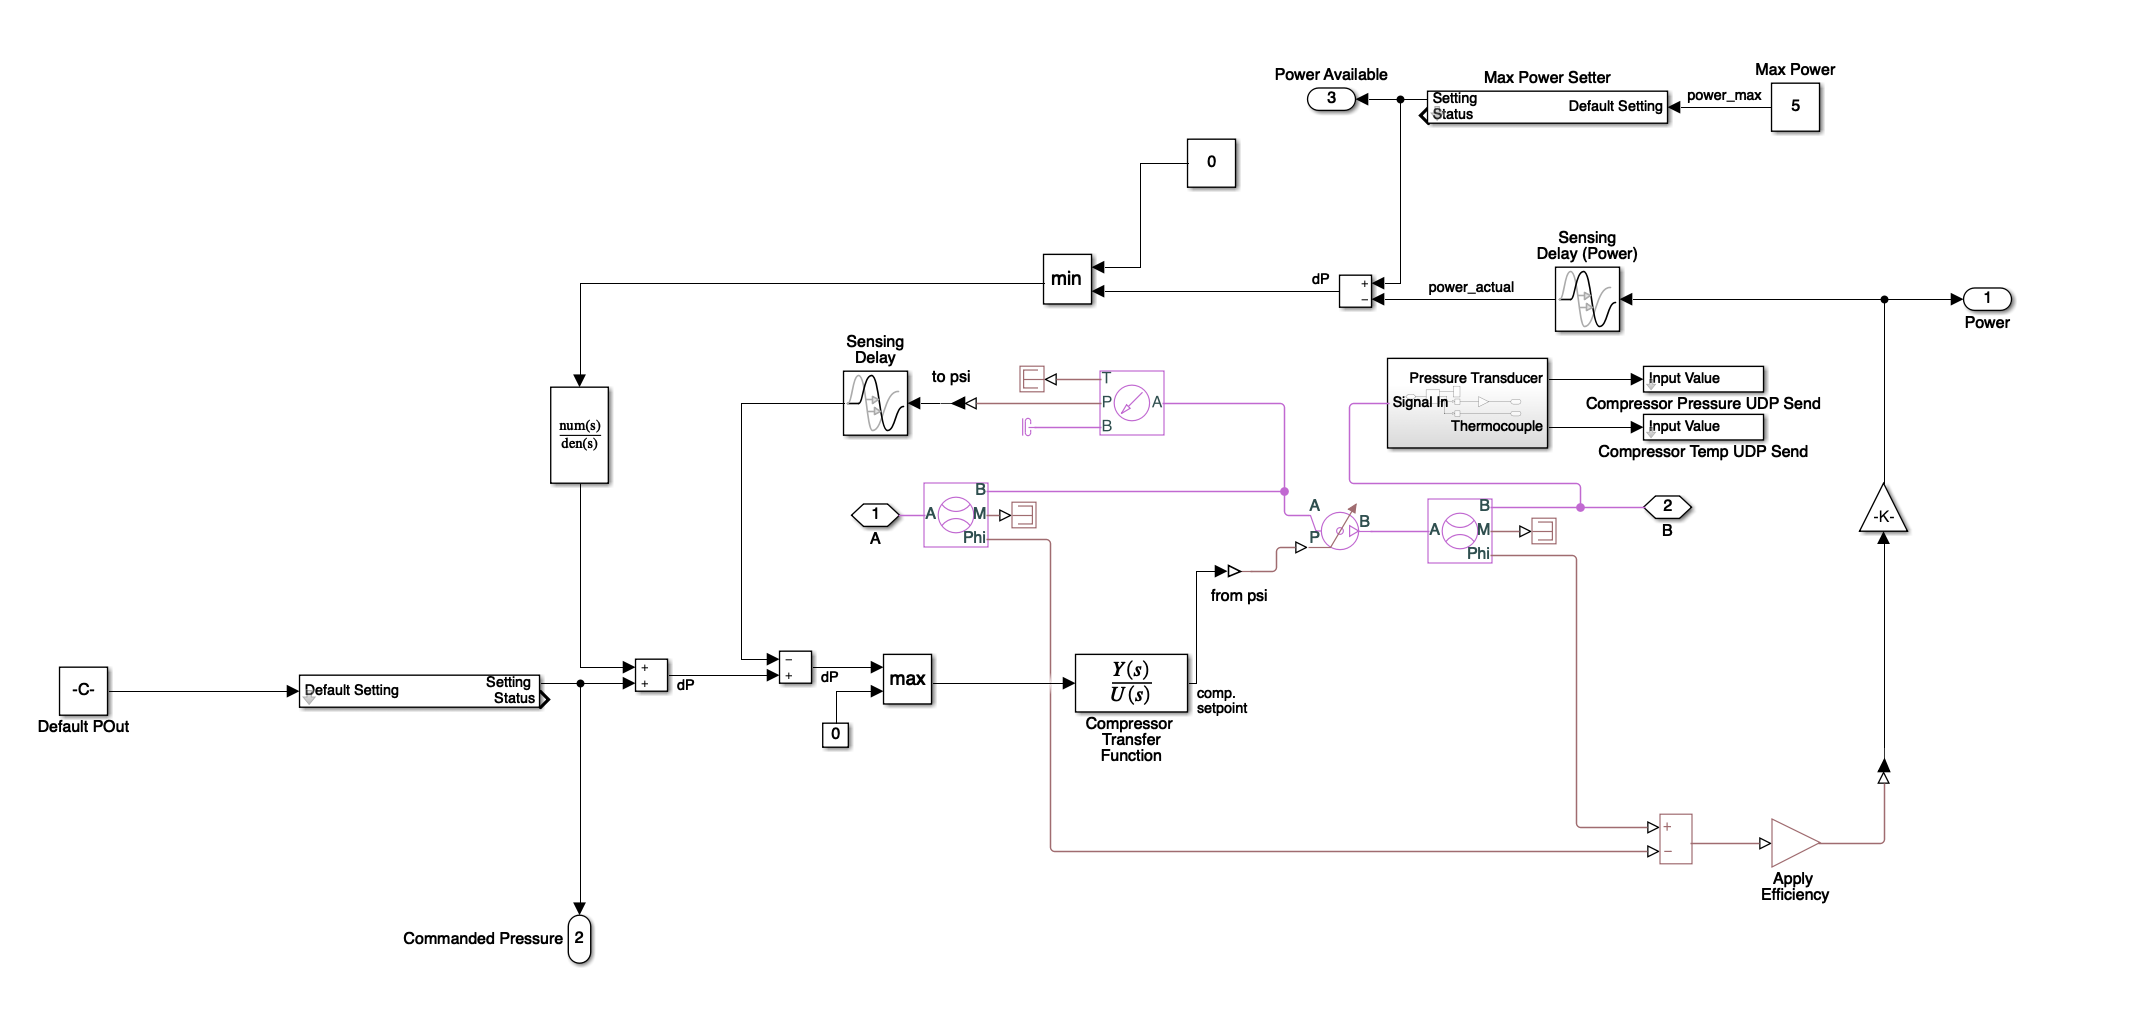 Power Available
3
Max Power Setter
Setting
Status
Default Setting
power_max
Max Power
5
0
min
dP
+
−
power_actual
Sensing
Delay (Power)
1
Power
num(s)
den(s)
Sensing
Delay
to psi
T
P
B
A
Pressure Transducer
Signal In
Thermocouple
Input Value
Compressor Pressure UDP Send
Input Value
Compressor Temp UDP Send
1
A
A
B
M
Phi
A
P
B
from psi
A
B
M
Phi
2
B
-K-
-C-
Default POut
Default Setting
Setting
Status
+
+
dP
−
+
dP
max
0
Y(s)
U(s)
Compressor
Transfer
Function
comp.
setpoint
+
−
Apply
Efficiency
Commanded Pressure
2